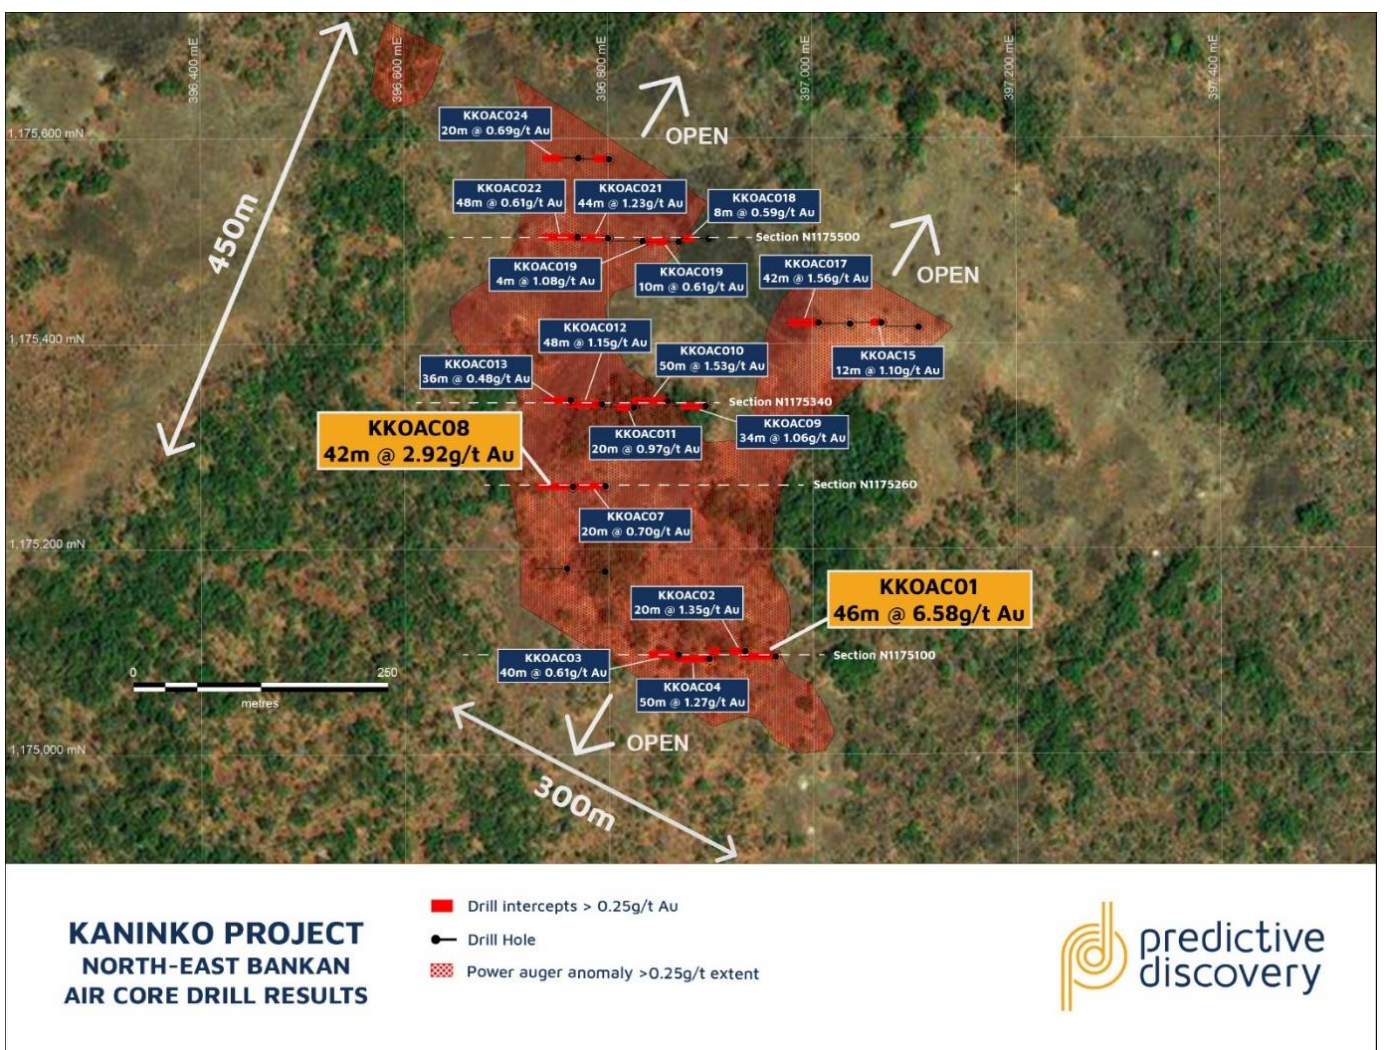 396,400 mE
396,600 mE
396,800 mE
397,000 mE
397,200 mE
397,400 mE
1,175,600 mN
KKOAC024
20m @ 0.69g/t Au
OPEN
450m
KKOAC022
48m @ 0.61g/t Au
KKOAC021
44m @ 1.23g/t Au
KKOAC018
8m @ 0.59g/t Au
Section N1175500
KKOAC019
4m @ 1.08g/t Au
KKOAC019
10m @ 0.61g/t Au
KKOAC017
42m @ 1.56g/t Au
OPEN
1,175,400 mN
KKOAC012
48m @ 1.15g/t Au
KKOAC010
50m @ 1.53g/t Au
KKOAC15
12m @ 1.10g/t Au
KKOAC013
36m @ 0.48g/t Au
Section N1175340
KKOAC08
42m @ 2.92g/t Au
KKOAC011
20m @ 0.97g/t Au
KKOAC09
34m @ 1.06g/t Au
Section N1175260
KKOAC07
20m @ 0.70g/t Au
1,175,200 mN
KKOAC02
20m @ 1.35g/t Au
KKOAC01
46m @ 6.58g/t Au
KKOAC03
40m @ 0.61g/t Au
Section N1175100
KKOAC04
50m @ 1.27g/t Au
0
250
metres
1,175,000 mN
OPEN
300m
KANINKO PROJECT
NORTH-EAST BANKAN
AIR CORE DRILL RESULTS
Drill intercepts > 0.25g/t Au
Drill Hole
Power auger anomaly >0.25g/t extent
predictive
discovery